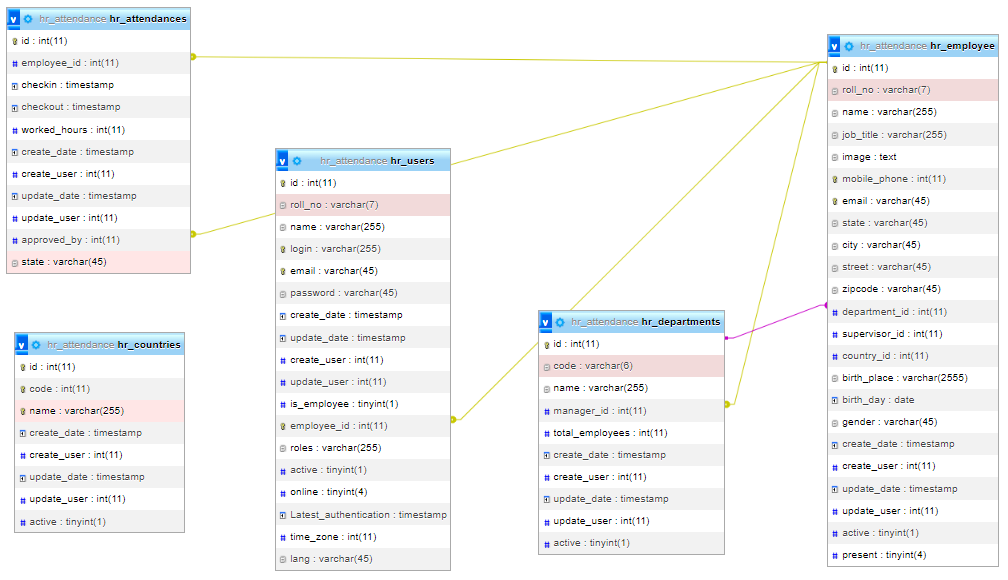 v hr_attendance hr_attendances
id : int(11)
employee_id : int(11)
checkin : timestamp
checkout : timestamp
worked_hours : int(11)
create_date : timestamp
create_user : int(11)
update_date : timestamp
update_user : int(11)
approved_by : int(11)
state : varchar(45)
v hr_attendance hr_countries
id : int(11)
code : int(11)
name : varchar(255)
create_date : timestamp
create_user : int(11)
update_date : timestamp
update_user : int(11)
active : tinyint(1)
v hr_attendance hr_users
id : int(11)
roll_no : varchar(7)
name : varchar(255)
login : varchar(255)
email : varchar(45)
password : varchar(45)
create_date : timestamp
update_date : timestamp
create_user : int(11)
update_user : int(11)
is_employee : tinyint(1)
employee_id : int(11)
roles : varchar(255)
active : tinyint(1)
online : tinyint(4)
Latest_authentication : timestamp
time_zone : int(11)
lang : varchar(45)
v hr_attendance hr_departments
id : int(11)
code : varchar(6)
name : varchar(255)
manager_id : int(11)
total_employees : int(11)
create_date : timestamp
create_user : int(11)
update_date : timestamp
update_user : int(11)
active : tinyint(1)
v hr_attendance hr_employee
id : int(11)
roll_no : varchar(7)
name : varchar(255)
job_title : varchar(255)
image : text
mobile_phone : int(11)
email : varchar(45)
state : varchar(45)
city : varchar(45)
street : varchar(45)
zipcode : varchar(45)
department_id : int(11)
supervisor_id : int(11)
country_id : int(11)
birth_place : varchar(2555)
birth_day : date
gender : varchar(45)
create_date : timestamp
create_user : int(11)
update_date : timestamp
update_user : int(11)
active : tinyint(1)
present : tinyint(4)